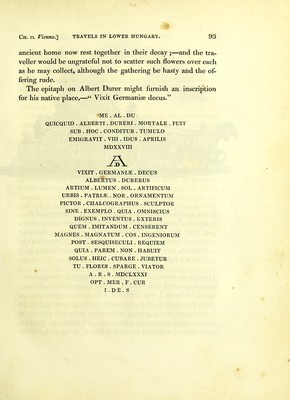 CH. II. Vienna.] TRAVELS IN LOWER HUNGARY. 93
ancient home now rest together in their decay ;—and the tra-
veller would be ungrateful not to scatter such flowers over each
as he may collect, although the gathering be hasty and the of-
fering rude.
The epitaph on Albert Durer might furnish an inscription
for his native place,—“ Vixit Germaniæ decus.”
ME . AL . DU
QUICQUID . ALBERTI . DURERI . MORTALE . FUIT
SUB . HOC . CONDITUR . TUMULO
EMIGRAVIT . VIII . IDUS . APRILIS
MDXXVIII
AD
VIXIT . GERMANIÆ . DECUS
ALBERTUS . DURERUS
ARTIUM . LUMEN . SOL . ARTIFICUM
URBIS . PATRIÆ . NOR . ORNAMENTUM
PICTOR . CHALCOGRAPHUS . SCULPTOR
SINE . EXEMPLO . QUIA . OMNISCIUS
DIGNUS . INVENTUS . EXTERIS
QUEM . IMITANDUM . CENSERENT
MAGNES . MAGNATUM . COS . INGENIORUM
POST . SESQUISECULI . REQUIEM
QUIA . PAREM . NON . HABUIT
SOLUS . HEIC . CUBARE . JUBETUR
TU . FLORES . SPARGE . VIATOR
A . R . S . MDCLXXXI
OPT . MER . F . CUR
I . D E . S